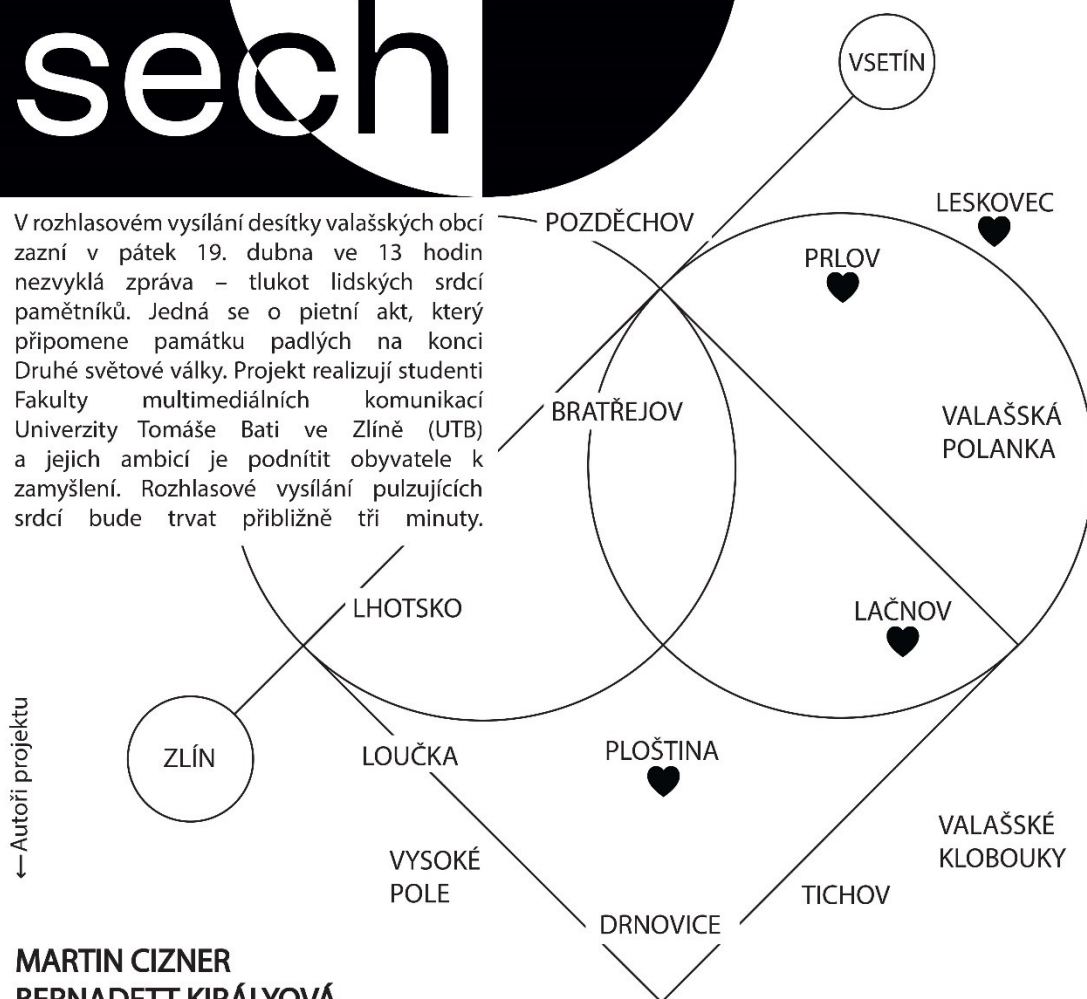 sech
V rozhlasovém vysílání desítky valašských obcí
zazní v pátek 19. dubna ve 13 hodin
nezvyklá zpráva – tlukot lidských srdcí
pamětníků. Jedná se o pietní akt, který
připomene památku padlých na konci
Druhé světové války. Projekt realizují studenti
Fakulty multimediálních komunikací
Univerzity Tomáše Bati ve Zlíně (UTB)
a jejich ambicí je podnítit obyvatele k
zamyšlení. Rozhlasové vysílání pulzujících
srdcí bude trvat přibližně tři minuty.
VSETÍN
LESKOVEC
POZDĚCHOV
PRLOV
BRATŘEJOV
VALAŠSKÁ
POLANKA
LHOTSKO
LAČNOV
ZLÍN
LOUČKA
PLOŠTINA
VALAŠSKÉ
KLOBOUKY
VYSOKÉ
POLE
TICHOV
DRNOVICE
←Autoři projektu
MARTIN CIZNER
BERNADETT KIRÁLYOVÁ